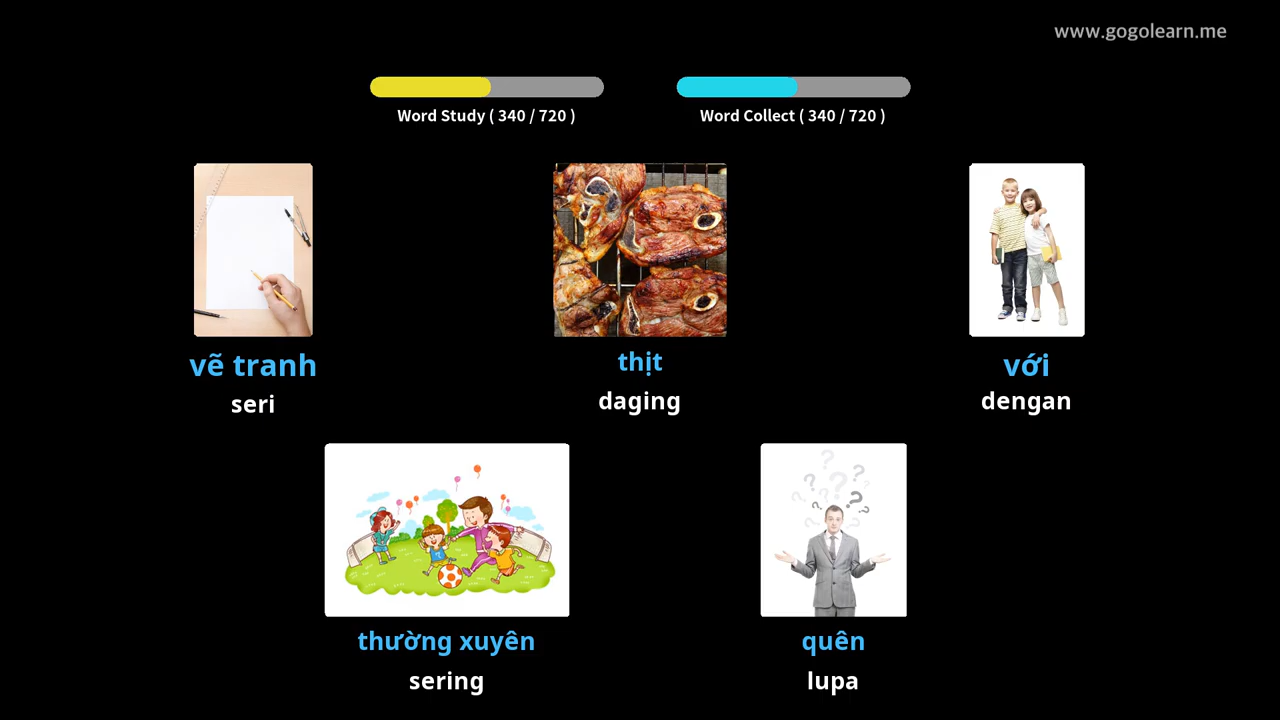 www.gogolearn.me
Word Study ( 340 / 720 )
Word Collect ( 340 / 720 )
vẽ tranh
seri
thịt
daging
với
dengan
thường xuyên
sering
quên
lupa